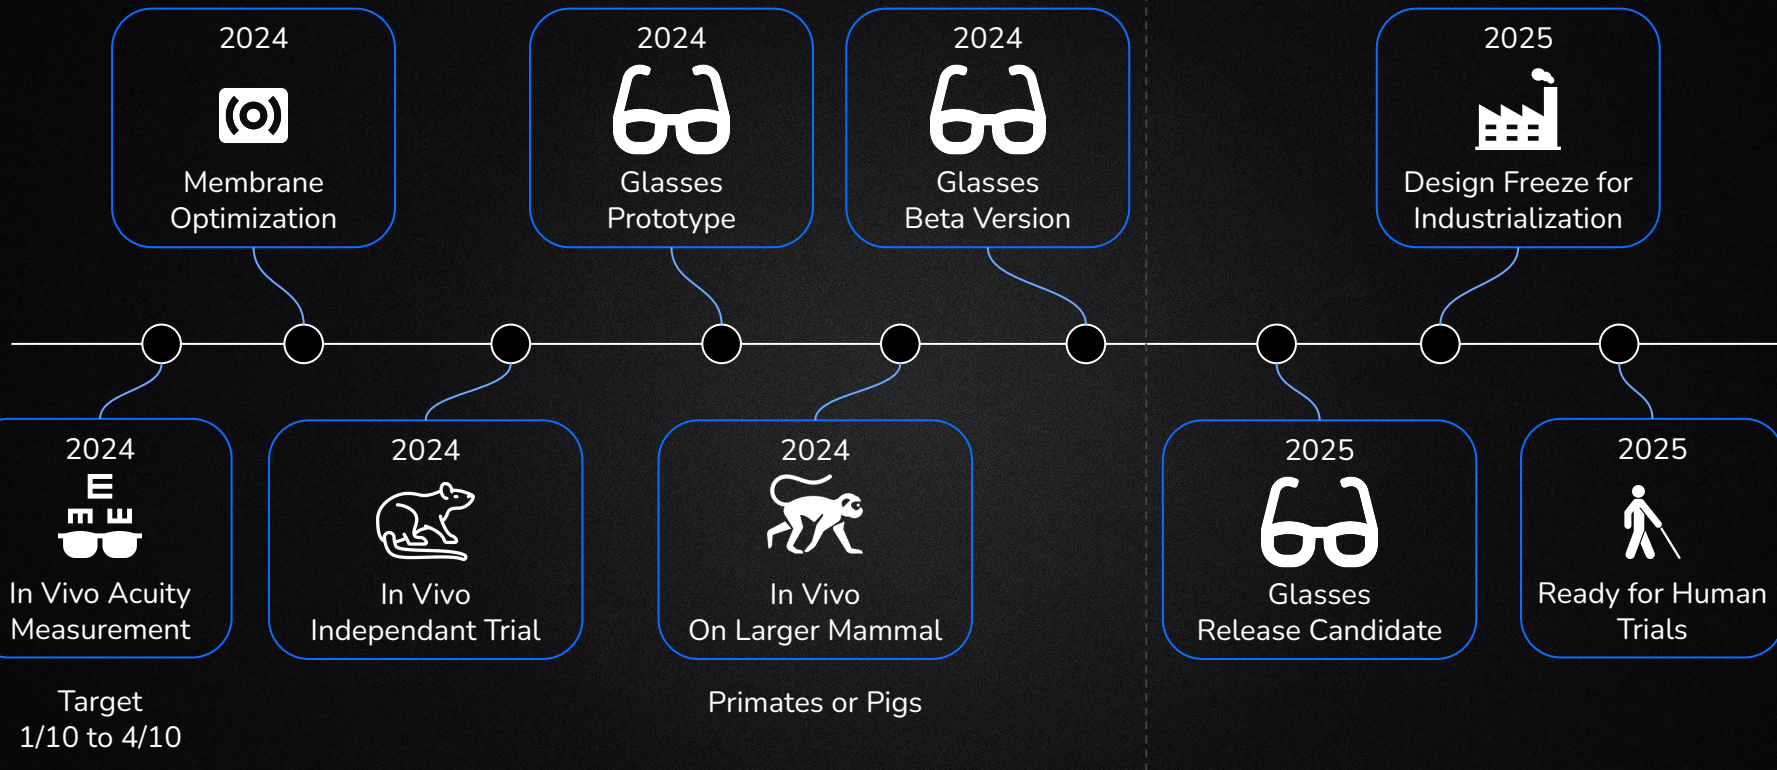 2024
Membrane
Optimization
2024
Glasses
Prototype
2024
Glasses
Beta Version
2025
Design Freeze for
Industrialization
2024
In Vivo Acuity
Measurement
Target
1/10 to 4/10
2024
In Vivo
Independant Trial
2024
In Vivo
On Larger Mammal
Primates or Pigs
2025
Glasses
Release Candidate
2025
Ready for Human
Trials